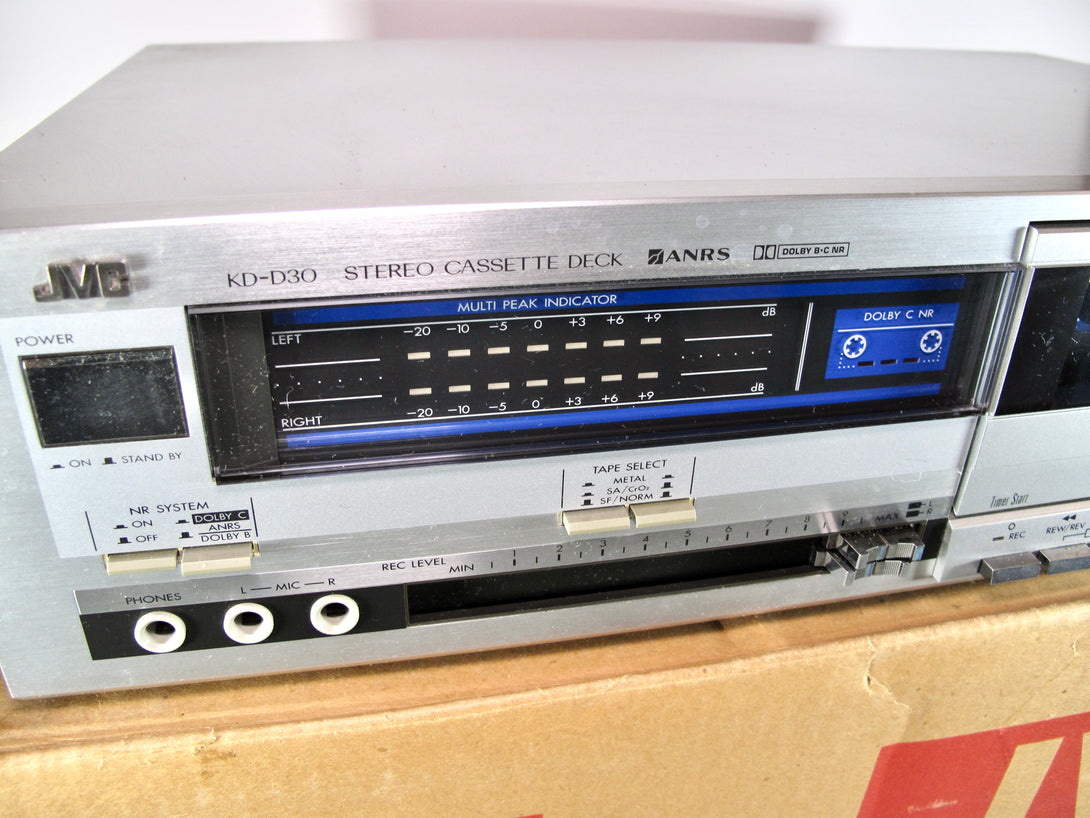 JVC
KD-D30 STEREO CASSETTE DECK ANRS DOLBY B·C NR
MULTI PEAK INDICATOR
LEFT
-20 -10 -5 0 +3 +6 +9 dB
-20 -10 -5 0 +3 +6 +9 dB
RIGHT
DOLBY C NR
POWER
ON STAND BY
NR SYSTEM
ON
OFF
DOLBY C
ANRS
DOLBY B
TAPE SELECT
METAL
SA/CrO₂
SF/NORM
REC LEVEL MIN 1 2 3 4 5 6 7 8 9 MAX
L
R
PHONES
L — MIC — R
Timer Start
REC
REW/REV